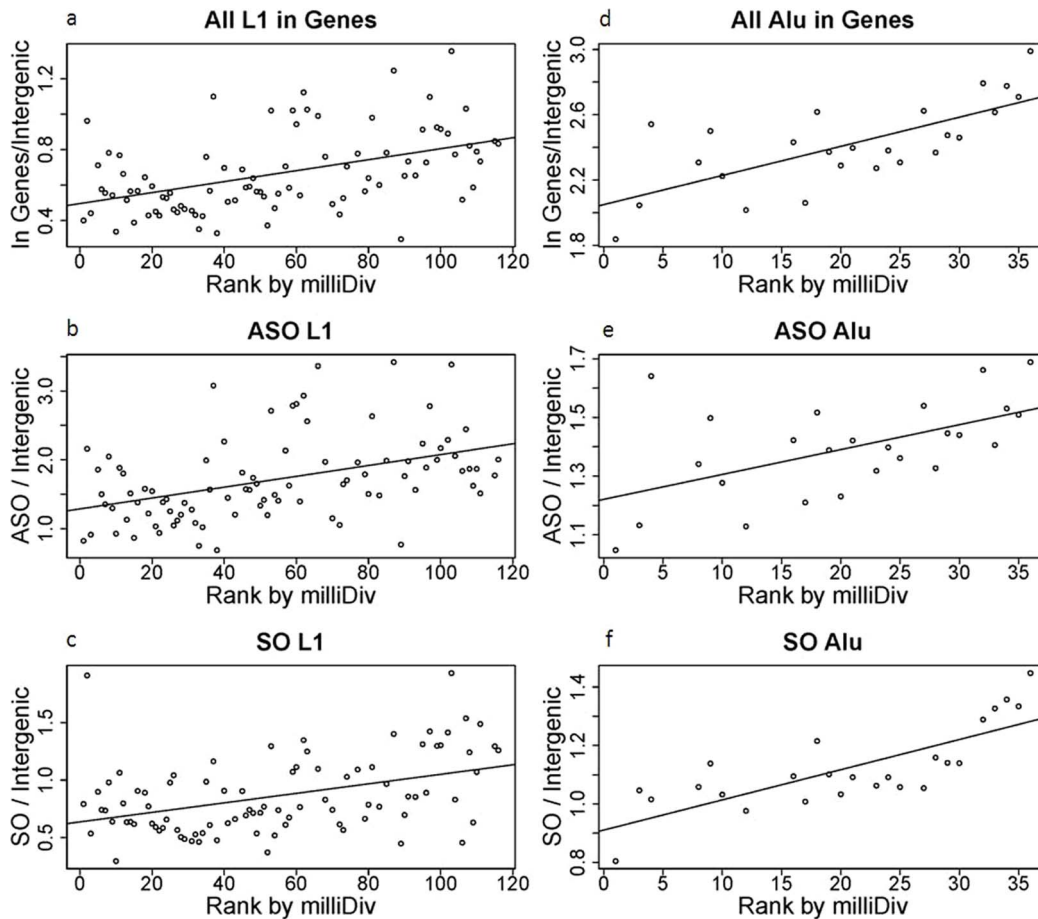 a All L1 in Genes
In Genes/Intergenic
1.2
0.8
0.4
0 20 40 60 80 100 120
Rank by milliDiv
d All Alu in Genes
In Genes/Intergenic
3.0
2.6
2.2
1.8
0 5 10 15 20 25 30 35
Rank by milliDiv
b ASO L1
ASO / Intergenic
3.0
2.0
1.0
0 20 40 60 80 100 120
Rank by milliDiv
e ASO Alu
ASO / Intergenic
1.7
1.5
1.3
1.1
0 5 10 15 20 25 30 35
Rank by milliDiv
c SO L1
SO / Intergenic
1.5
1.0
0.5
0 20 40 60 80 100 120
Rank by milliDiv
f SO Alu
SO / Intergenic
1.4
1.2
1.0
0.8
0 5 10 15 20 25 30 35
Rank by milliDiv